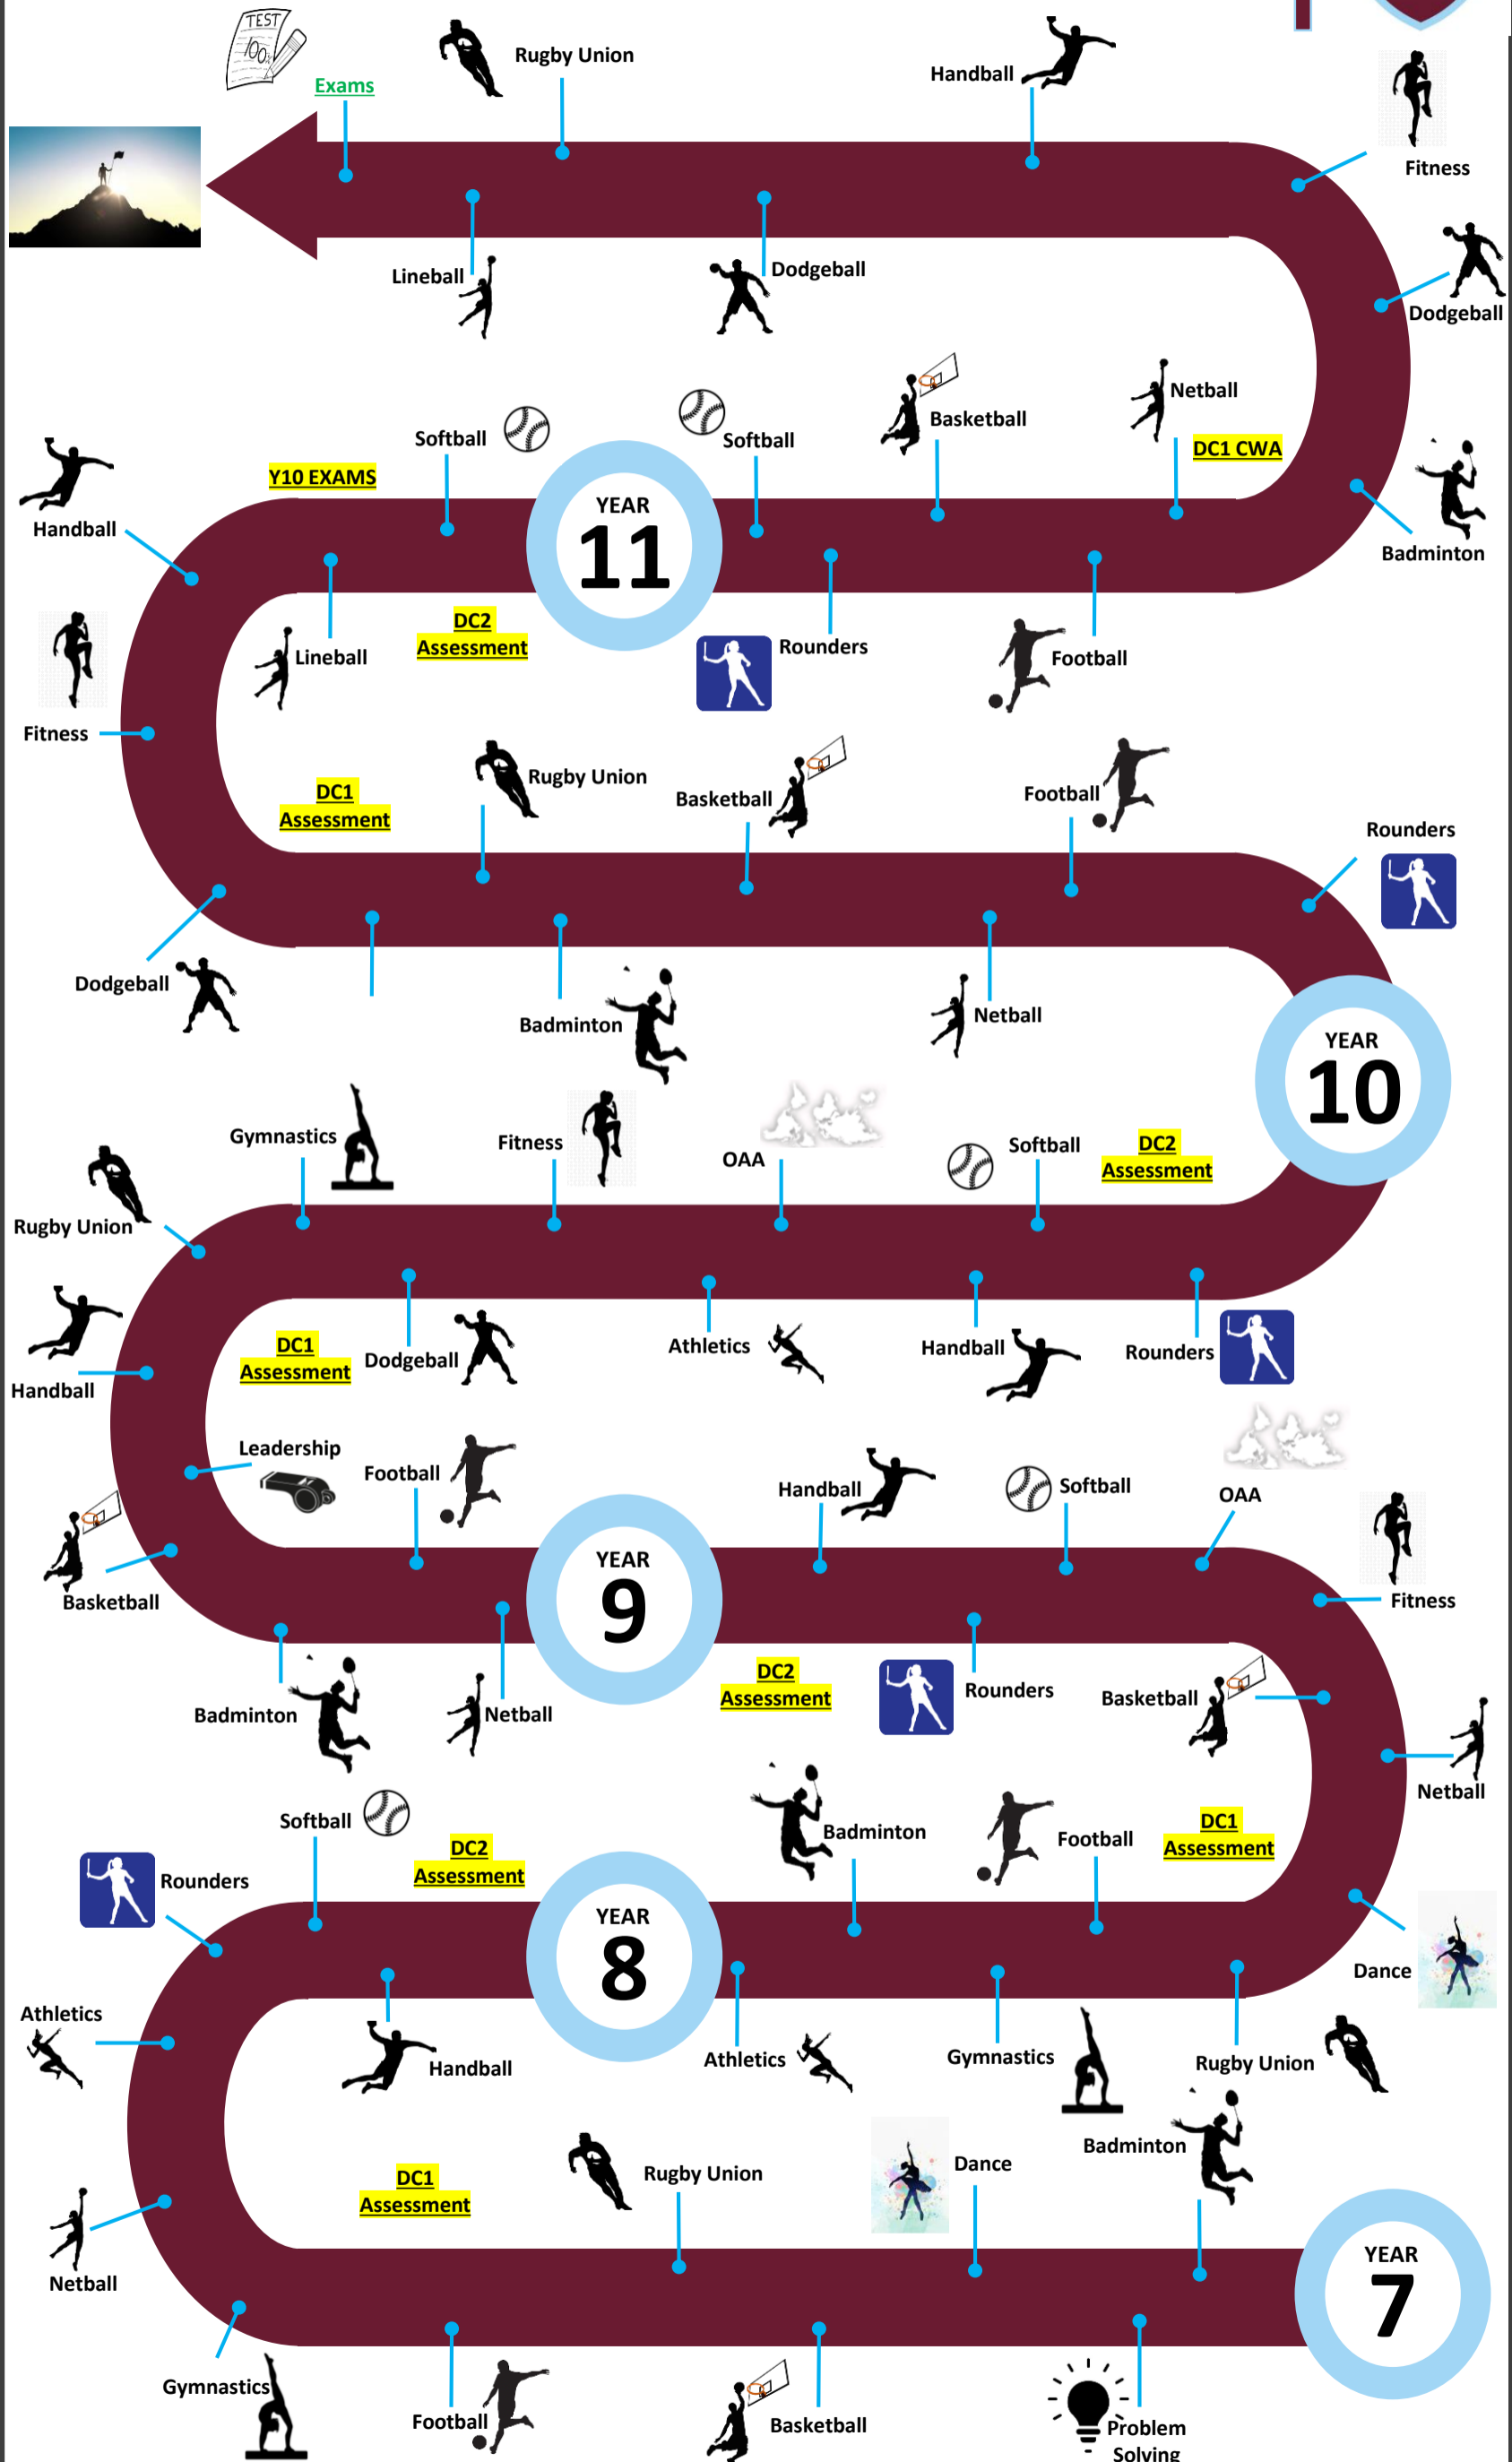 TEST
100%
Rugby Union
Handball
Exams
Fitness
Lineball
Dodgeball
Dodgeball
Netball
Basketball
Softball
Softball
DC1 CWA
Y10 EXAMS
Handball
YEAR
11
Badminton
DC2
Assessment
Rounders
Lineball
Football
Fitness
Rugby Union
DC1
Assessment
Basketball
Football
Rounders
Dodgeball
Badminton
Netball
YEAR
10
Gymnastics
Fitness
OAA
Softball
DC2
Assessment
Rugby Union
DC1
Assessment
Dodgeball
Athletics
Handball
Rounders
Handball
Leadership
Football
Handball
Softball
OAA
YEAR
9
Basketball
Fitness
DC2
Assessment
Rounders
Basketball
Badminton
Netball
Netball
Softball
DC2
Assessment
Badminton
Football
DC1
Assessment
Rounders
YEAR
8
Dance
Athletics
Handball
Athletics
Gymnastics
Rugby Union
Badminton
DC1
Assessment
Rugby Union
Dance
YEAR
7
Netball
Gymnastics
Football
Basketball
Problem
Solving